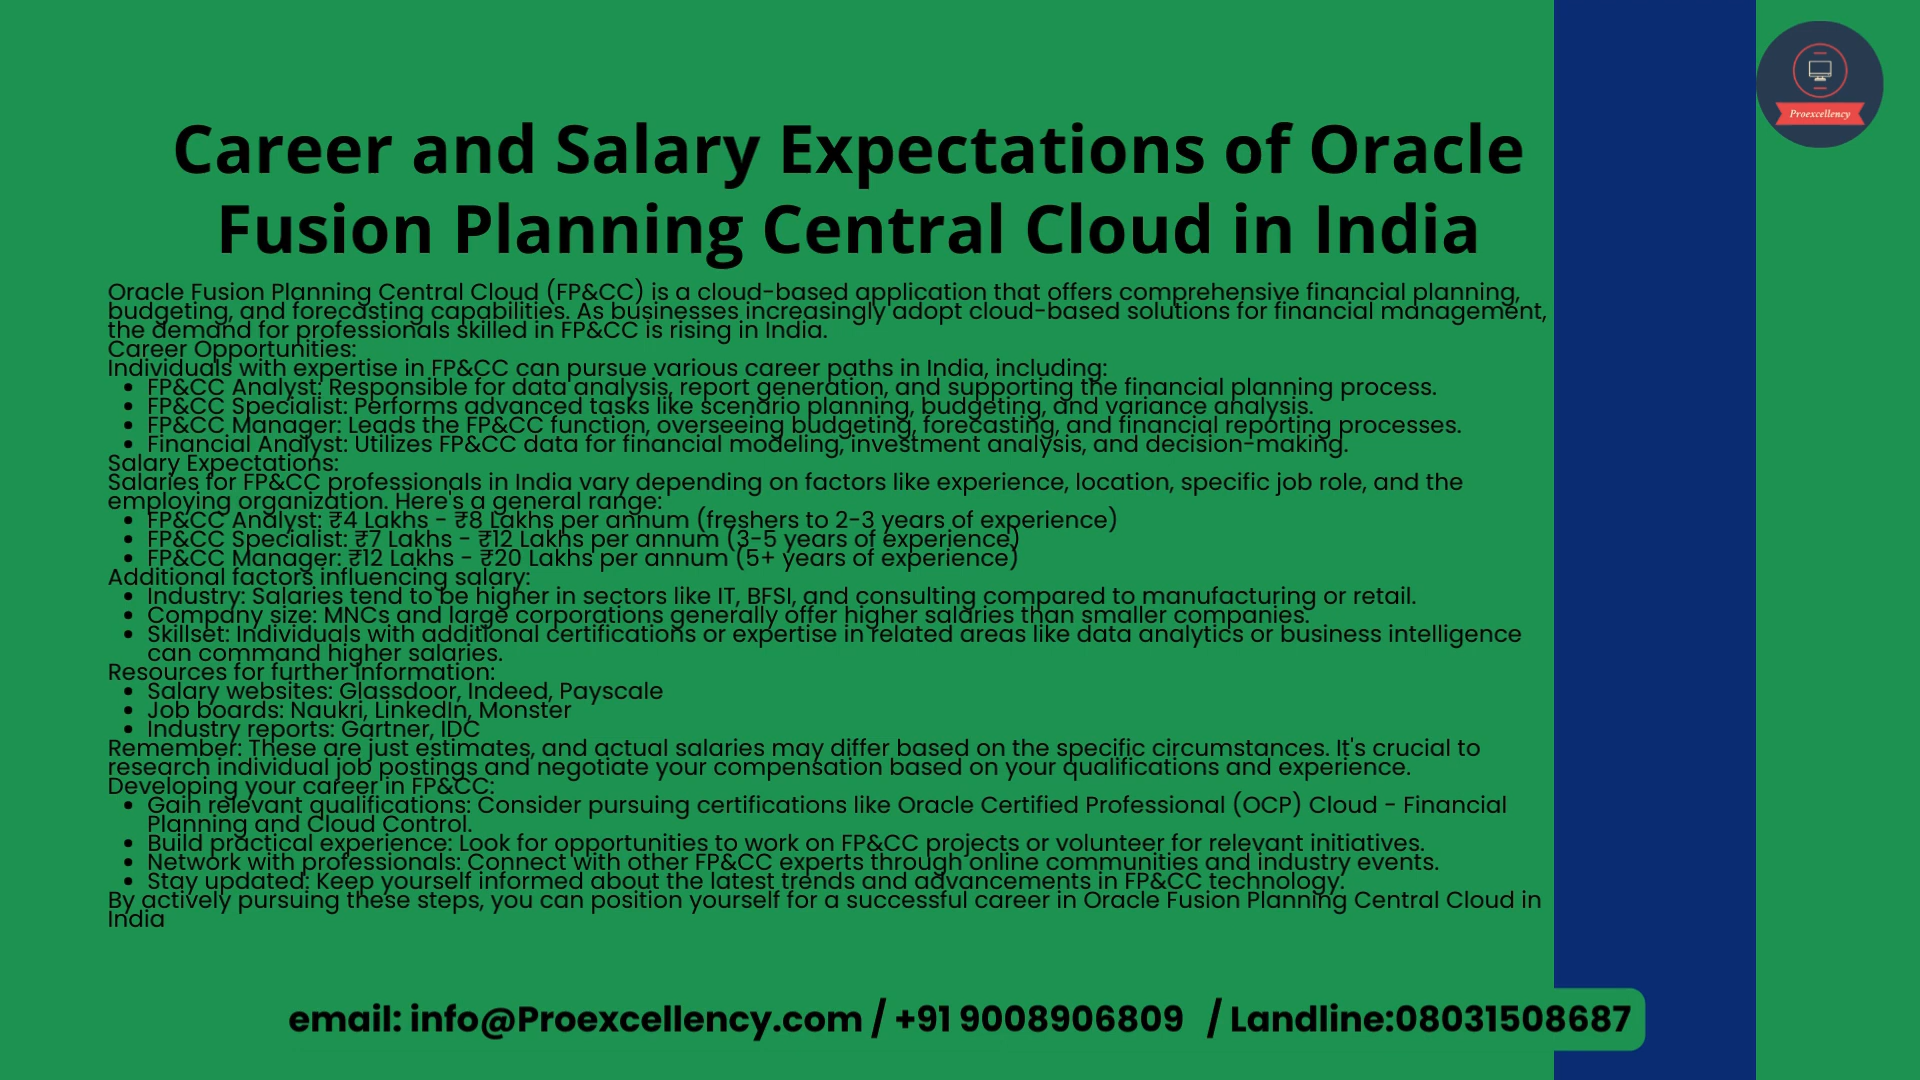 Proexcellency
Career and Salary Expectations of Oracle
Fusion Planning Central Cloud in India
Oracle Fusion Planning Central Cloud (FP&CC) is a cloud-based application that offers comprehensive financial planning,
budgeting, and forecasting capabilities. As businesses increasingly adopt cloud-based solutions for financial management,
the demand for professionals skilled in FP&CC is rising in India.
Career Opportunities:
Individuals with expertise in FP&CC can pursue various career paths in India, including:
• FP&CC Analyst: Responsible for data analysis, report generation, and supporting the financial planning process.
• FP&CC Specialist: Performs advanced tasks like scenario planning, budgeting, and variance analysis.
• FP&CC Manager: Leads the FP&CC function, overseeing budgeting, forecasting, and financial reporting processes.
• Financial Analyst: Utilizes FP&CC data for financial modeling, investment analysis, and decision-making.
Salary Expectations:
Salaries for FP&CC professionals in India vary depending on factors like experience, location, specific job role, and the
employing organization. Here's a general range:
• FP&CC Analyst: ₹4 Lakhs - ₹8 Lakhs per annum (freshers to 2-3 years of experience)
• FP&CC Specialist: ₹7 Lakhs - ₹12 Lakhs per annum (3-5 years of experience)
• FP&CC Manager: ₹12 Lakhs - ₹20 Lakhs per annum (5+ years of experience)
Additional factors influencing salary:
• Industry: Salaries tend to be higher in sectors like IT, BFSI, and consulting compared to manufacturing or retail.
• Company size: MNCs and large corporations generally offer higher salaries than smaller companies.
• Skillset: Individuals with additional certifications or expertise in related areas like data analytics or business intelligence
can command higher salaries.
Resources for further information:
• Salary websites: Glassdoor, Indeed, Payscale
• Job boards: Naukri, LinkedIn, Monster
• Industry reports: Gartner, IDC
Remember: These are just estimates, and actual salaries may differ based on the specific circumstances. It's crucial to
research individual job postings and negotiate your compensation based on your qualifications and experience.
Developing your career in FP&CC:
• Gain relevant qualifications: Consider pursuing certifications like Oracle Certified Professional (OCP) Cloud - Financial
Planning and Cloud Control.
• Build practical experience: Look for opportunities to work on FP&CC projects or volunteer for relevant initiatives.
• Network with professionals: Connect with other FP&CC experts through online communities and industry events.
• Stay updated: Keep yourself informed about the latest trends and advancements in FP&CC technology.
By actively pursuing these steps, you can position yourself for a successful career in Oracle Fusion Planning Central Cloud in
India
email: info@Proexcellency.com / +91 9008906809 / Landline:08031508687